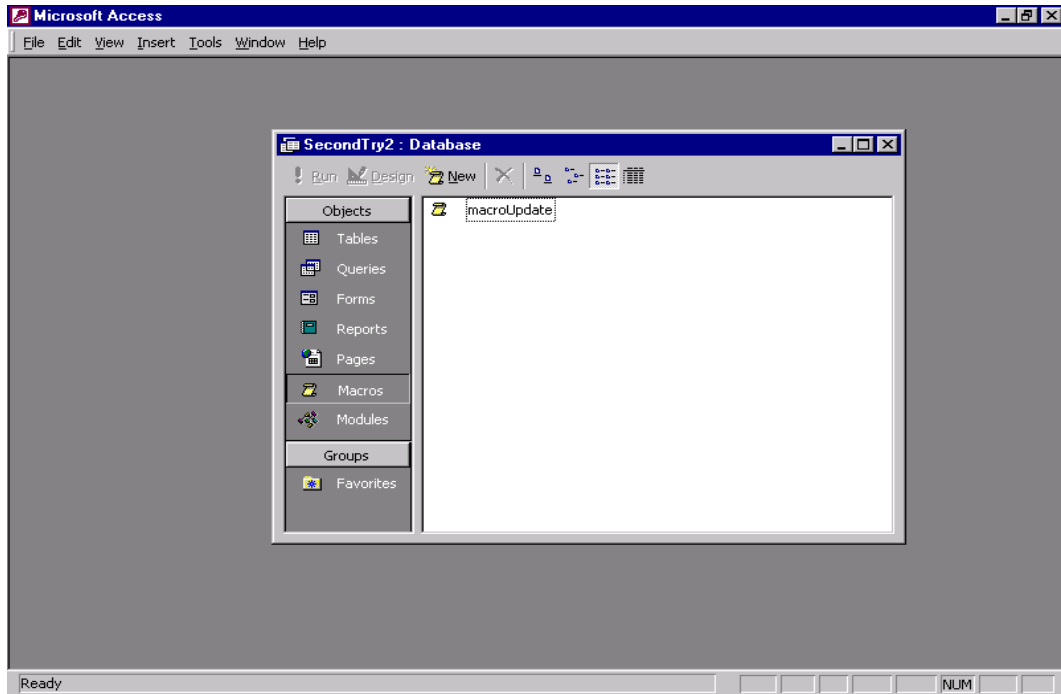 Microsoft Access
File Edit View Insert Tools Window Help
SecondTry2 : Database
Run Design New
Objects
macroUpdate
Tables
Queries
Forms
Reports
Pages
Macros
Modules
Groups
Favorites
Ready
NUM